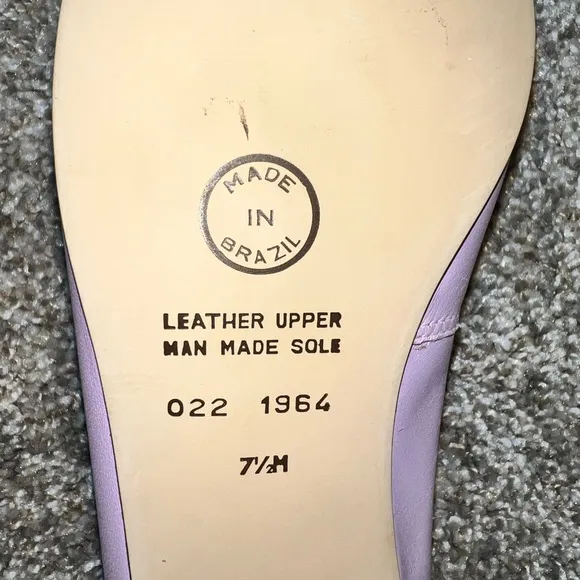 MADE
IN
BRAZIL
LEATHER UPPER
MAN MADE SOLE
022 1964
7½M